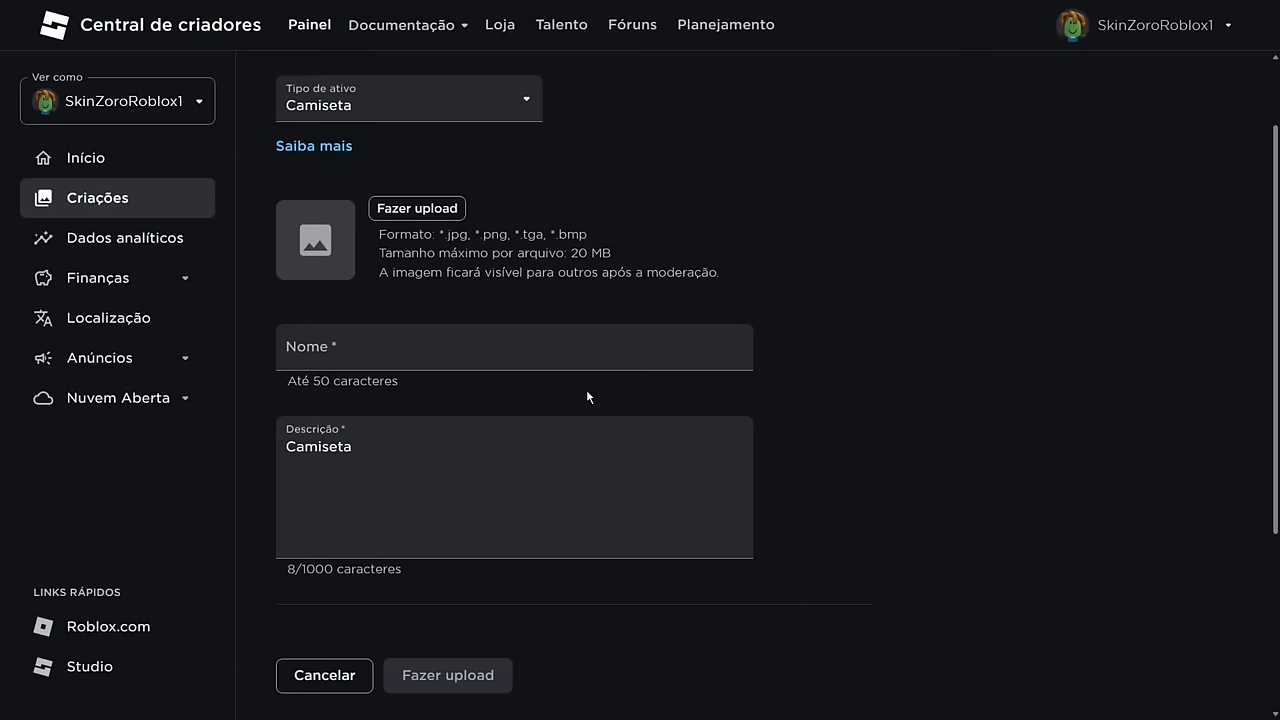 Central de criadores
Painel
Documentação
Loja
Talento
Fóruns
Planejamento
SkinZoroRoblox1
Ver como
SkinZoroRoblox1
Início
Criações
Dados analíticos
Finanças
Localização
Anúncios
Nuvem Aberta
LINKS RÁPIDOS
Roblox.com
Studio
Tipo de ativo
Camiseta
Saiba mais
Fazer upload
Formato: *.jpg, *.png, *.tga, *.bmp
Tamanho máximo por arquivo: 20 MB
A imagem ficará visível para outros após a moderação.
Nome *
Até 50 caracteres
Descrição *
Camiseta
8/1000 caracteres
Cancelar
Fazer upload